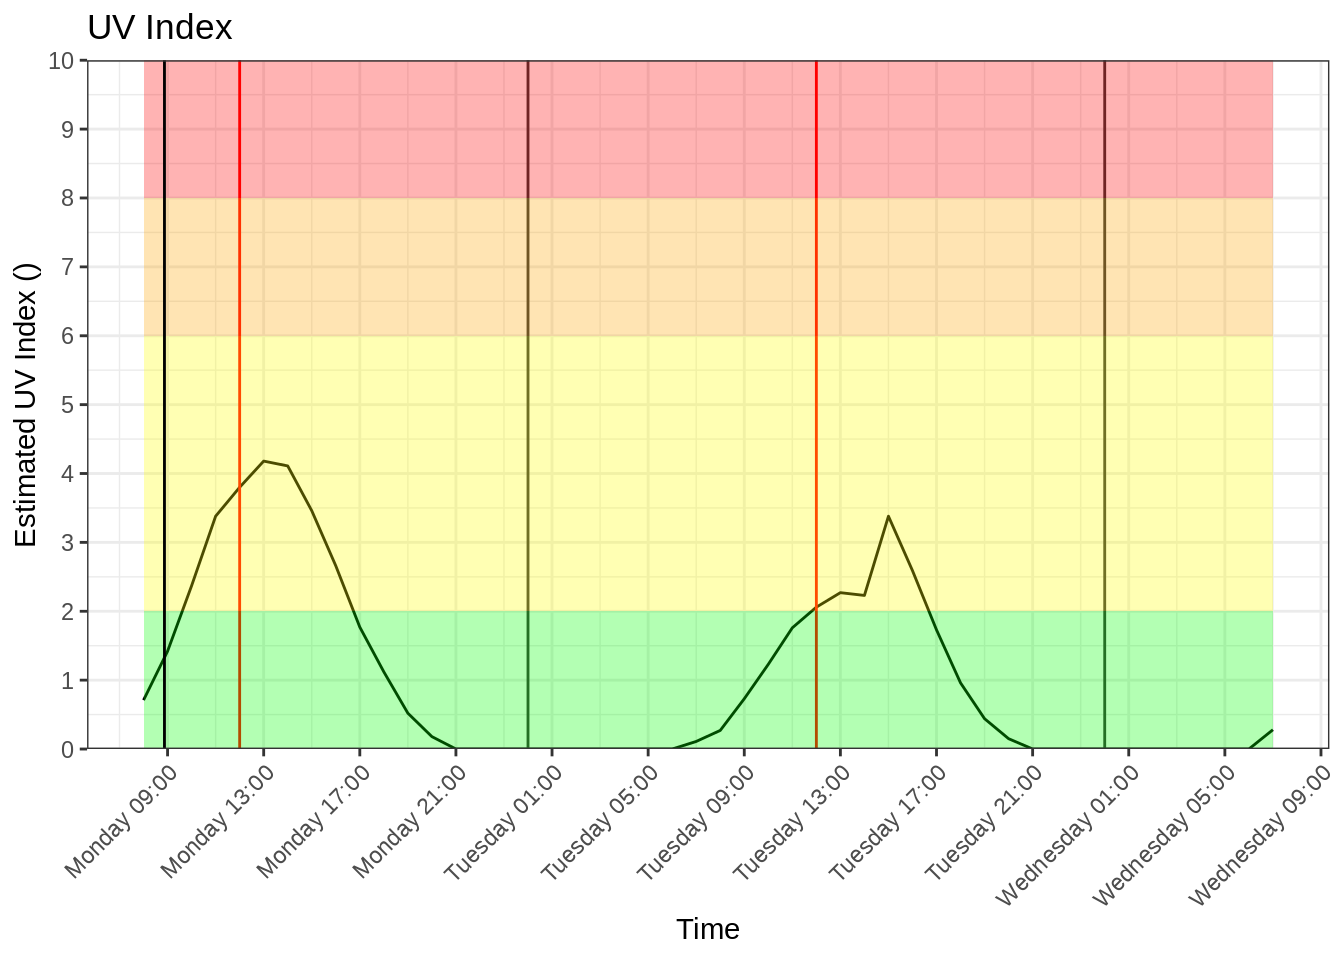 UV Index
Estimated UV Index ()
10
9
8
7
6
5
4
3
2
1
0
Monday 09:00
Monday 13:00
Monday 17:00
Monday 21:00
Tuesday 01:00
Tuesday 05:00
Tuesday 09:00
Tuesday 13:00
Tuesday 17:00
Tuesday 21:00
Wednesday 01:00
Wednesday 05:00
Wednesday 09:00
Time